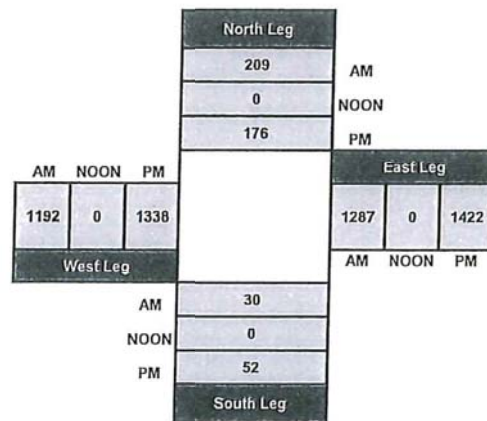 North Leg
209 AM
0 NOON
176 PM
AM NOON PM
East Leg
1192 0 1338
1287 0 1422
West Leg
AM NOON PM
AM 30
NOON 0
PM 52
South Leg